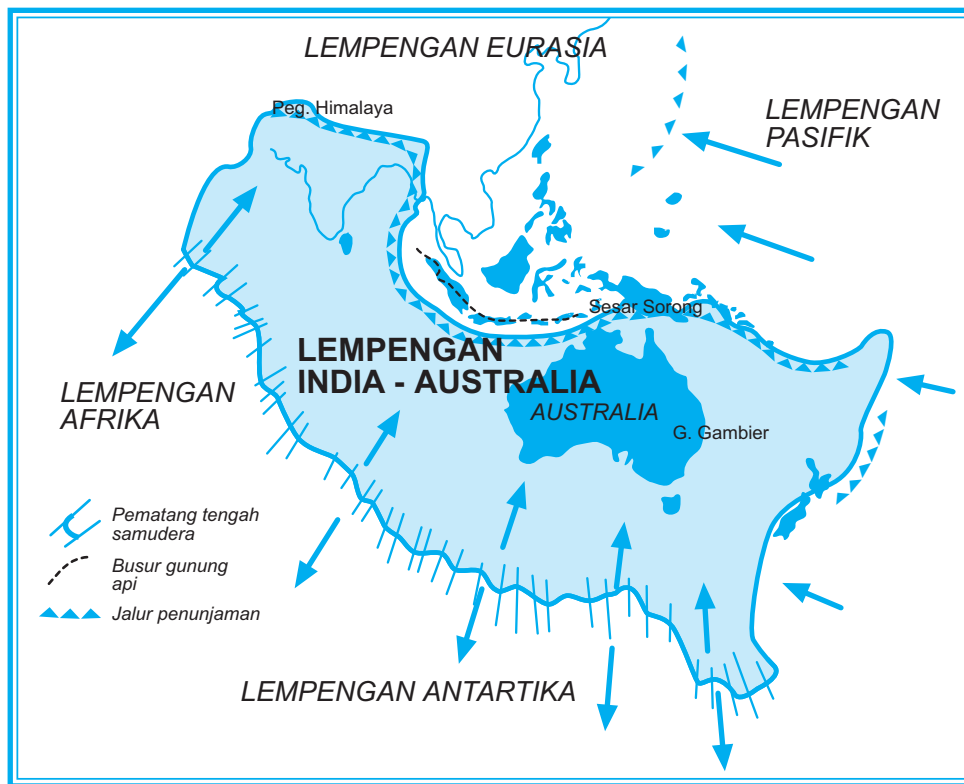 LEMPENGAN EURASIA
Peg. Himalaya
LEMPENGAN
PASIFIK
Sesar Sorong
LEMPENGAN
INDIA - AUSTRALIA
AUSTRALIA
G. Gambier
LEMPENGAN
AFRIKA
Pematang tengah
samudera
Busur gunung
api
Jalur penunjaman
LEMPENGAN ANTARTIKA